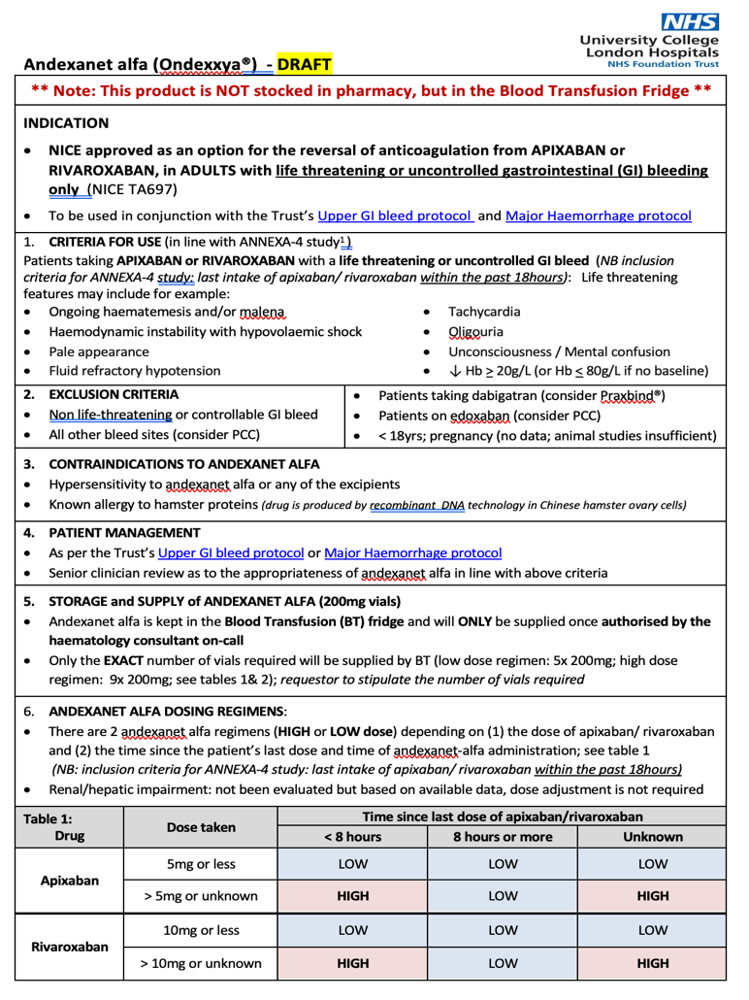 NHS
University College
London Hospitals
NHS Foundation Trust
Andexanet alfa (Ondexxya®) - DRAFT
** Note: This product is NOT stocked in pharmacy, but in the Blood Transfusion Fridge **
INDICATION
• NICE approved as an option for the reversal of anticoagulation from APIXABAN or
RIVAROXABAN, in ADULTS with life threatening or uncontrolled gastrointestinal (GI) bleeding
only (NICE TA697)
• To be used in conjunction with the Trust's Upper GI bleed protocol and Major Haemorrhage protocol
1. CRITERIA FOR USE (in line with ANNEXA-4 study¹)
Patients taking APIXABAN or RIVAROXABAN with a life threatening or uncontrolled GI bleed (NB inclusion
criteria for ANNEXA-4 study: last intake of apixaban/ rivaroxaban within the past 18hours): Life threatening
features may include for example:
• Ongoing haematemesis and/or malena
• Haemodynamic instability with hypovolaemic shock
• Pale appearance
• Fluid refractory hypotension
• Tachycardia
• Oligouria
• Unconsciousness / Mental confusion
• ↓ Hb ≥ 20g/L (or Hb ≤ 80g/L if no baseline)
2. EXCLUSION CRITERIA
• Non life-threatening or controllable GI bleed
• All other bleed sites (consider PCC)
• Patients taking dabigatran (consider Praxbind®)
• Patients on edoxaban (consider PCC)
• < 18yrs; pregnancy (no data; animal studies insufficient)
3. CONTRAINDICATIONS TO ANDEXANET ALFA
• Hypersensitivity to andexanet alfa or any of the excipients
• Known allergy to hamster proteins (drug is produced by recombinant DNA technology in Chinese hamster ovary cells)
4. PATIENT MANAGEMENT
• As per the Trust's Upper GI bleed protocol or Major Haemorrhage protocol
• Senior clinician review as to the appropriateness of andexanet alfa in line with above criteria
5. STORAGE and SUPPLY of ANDEXANET ALFA (200mg vials)
• Andexanet alfa is kept in the Blood Transfusion (BT) fridge and will ONLY be supplied once authorised by the
haematology consultant on-call
• Only the EXACT number of vials required will be supplied by BT (low dose regimen: 5x 200mg; high dose
regimen: 9x 200mg; see tables 1& 2); requestor to stipulate the number of vials required
6. ANDEXANET ALFA DOSING REGIMENS:
• There are 2 andexanet alfa regimens (HIGH or LOW dose) depending on (1) the dose of apixaban/ rivaroxaban
and (2) the time since the patient's last dose and time of andexanet-alfa administration; see table 1
(NB: inclusion criteria for ANNEXA-4 study: last intake of apixaban/ rivaroxaban within the past 18hours)
• Renal/hepatic impairment: not been evaluated but based on available data, dose adjustment is not required
Table 1:
Drug
Dose taken
Time since last dose of apixaban/rivaroxaban
< 8 hours 8 hours or more Unknown
Apixaban
5mg or less LOW LOW LOW
> 5mg or unknown HIGH LOW HIGH
Rivaroxaban
10mg or less LOW LOW LOW
> 10mg or unknown HIGH LOW HIGH